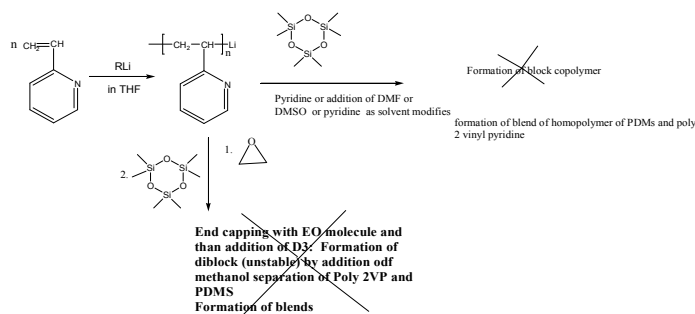 n CH₂ CH
N
RLi
in THF
CH₂ CH Li
n
N
Si Si Si
O O O
Pyridine or addition of DMF or
DMSO or pyridine as solvent modifies
Formation of block copolymer
formation of blend of homopolymer of PDMs and poly
2 vinyl pyridine
1.
O
2.
Si Si Si
O O O
End capping with EO molecule and
than addition of D3: Formation of
diblock (unstable) by addition odf
methanol separation of Poly 2VP and
PDMS
Formation of blends